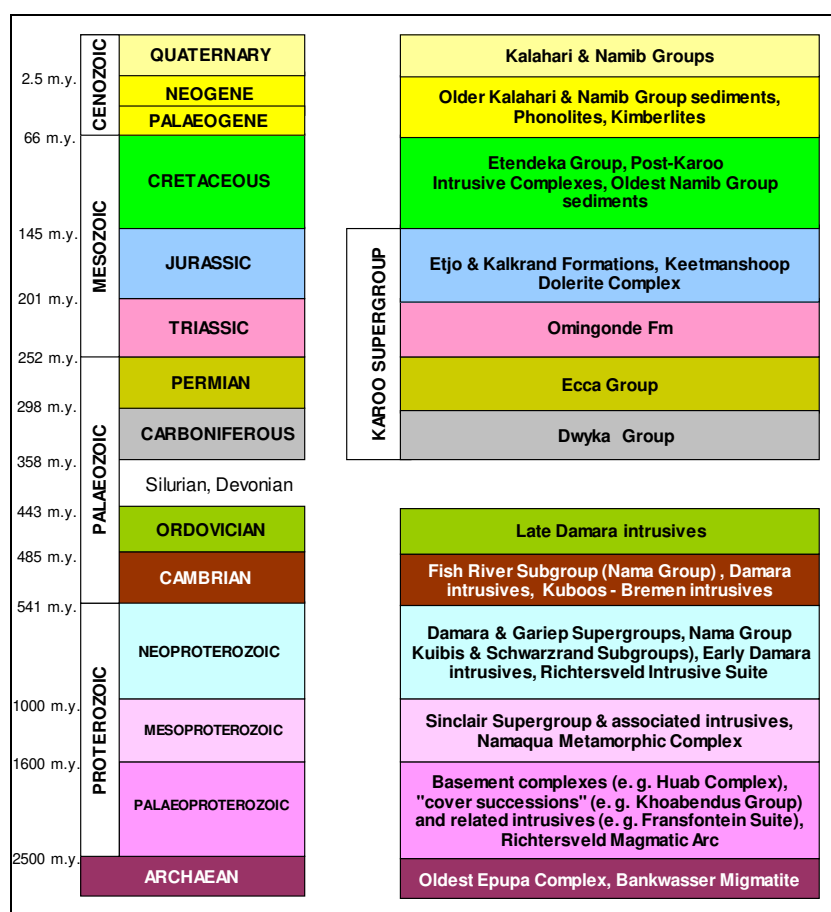 QUATERNARY
Kalahari & Namib Groups
2.5 m.y.
CENOZOIC
NEOGENE
PALAEOGENE
Older Kalahari & Namib Group sediments,
Phonolites, Kimberlites
66 m.y.
CRETACEOUS
Etendeka Group, Post-Karoo
Intrusive Complexes, Oldest Namib Group
sediments
145 m.y.
MESOZOIC
JURASSIC
Etjo & Kalkrand Formations, Keetmanshoop
Dolerite Complex
201 m.y.
TRIASSIC
KAROO SUPERGROUP
Omingonde Fm
252 m.y.
PERMIAN
Ecca Group
298 m.y.
CARBONIFEROUS
Dwyka Group
358 m.y.
PALAEOZOIC
Silurian, Devonian
443 m.y.
ORDOVICIAN
Late Damara intrusives
485 m.y.
CAMBRIAN
Fish River Subgroup (Nama Group) , Damara
intrusives, Kuboos - Bremen intrusives
541 m.y.
NEOPROTEROZOIC
Damara & Gariep Supergroups, Nama Group
Kuibis & Schwarzrand Subgroups), Early Damara
intrusives, Richtersveld Intrusive Suite
1000 m.y.
PROTEROZOIC
MESOPROTEROZOIC
Sinclair Supergroup & associated intrusives,
Namaqua Metamorphic Complex
1600 m.y.
PALAEOPROTEROZOIC
Basement complexes (e. g. Huab Complex),
"cover successions" (e. g. Khoabendus Group)
and related intrusives (e. g. Fransfontein Suite),
Richtersveld Magmatic Arc
2500 m.y.
ARCHAEAN
Oldest Epupa Complex, Bankwasser Migmatite